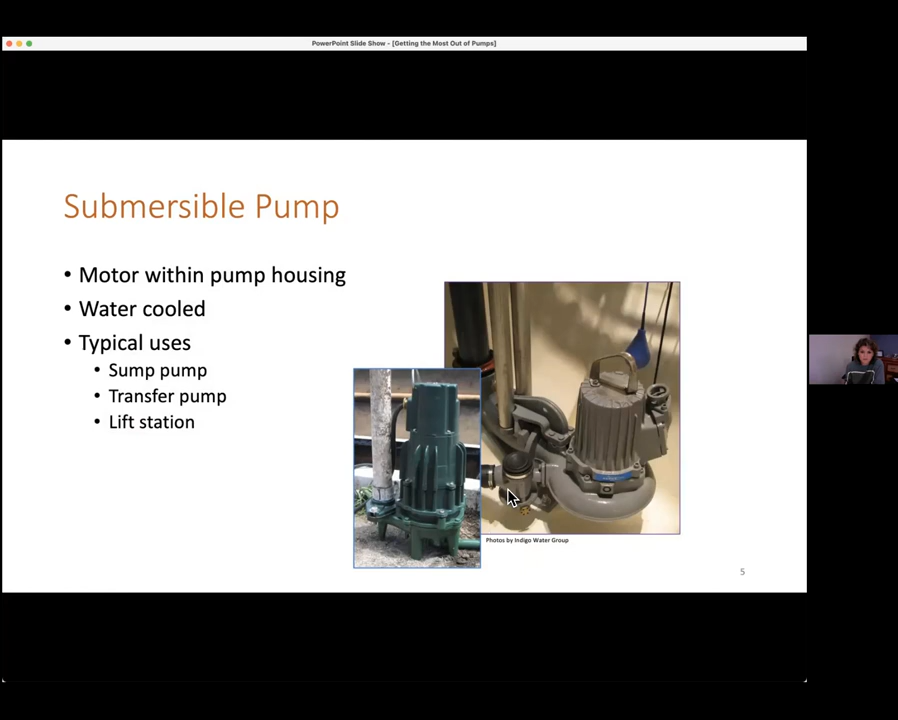 PowerPoint Slide Show - [Getting the Most Out of Pumps]
Submersible Pump
• Motor within pump housing
• Water cooled
• Typical uses
• Sump pump
• Transfer pump
• Lift station
Photos by Indigo Water Group
5